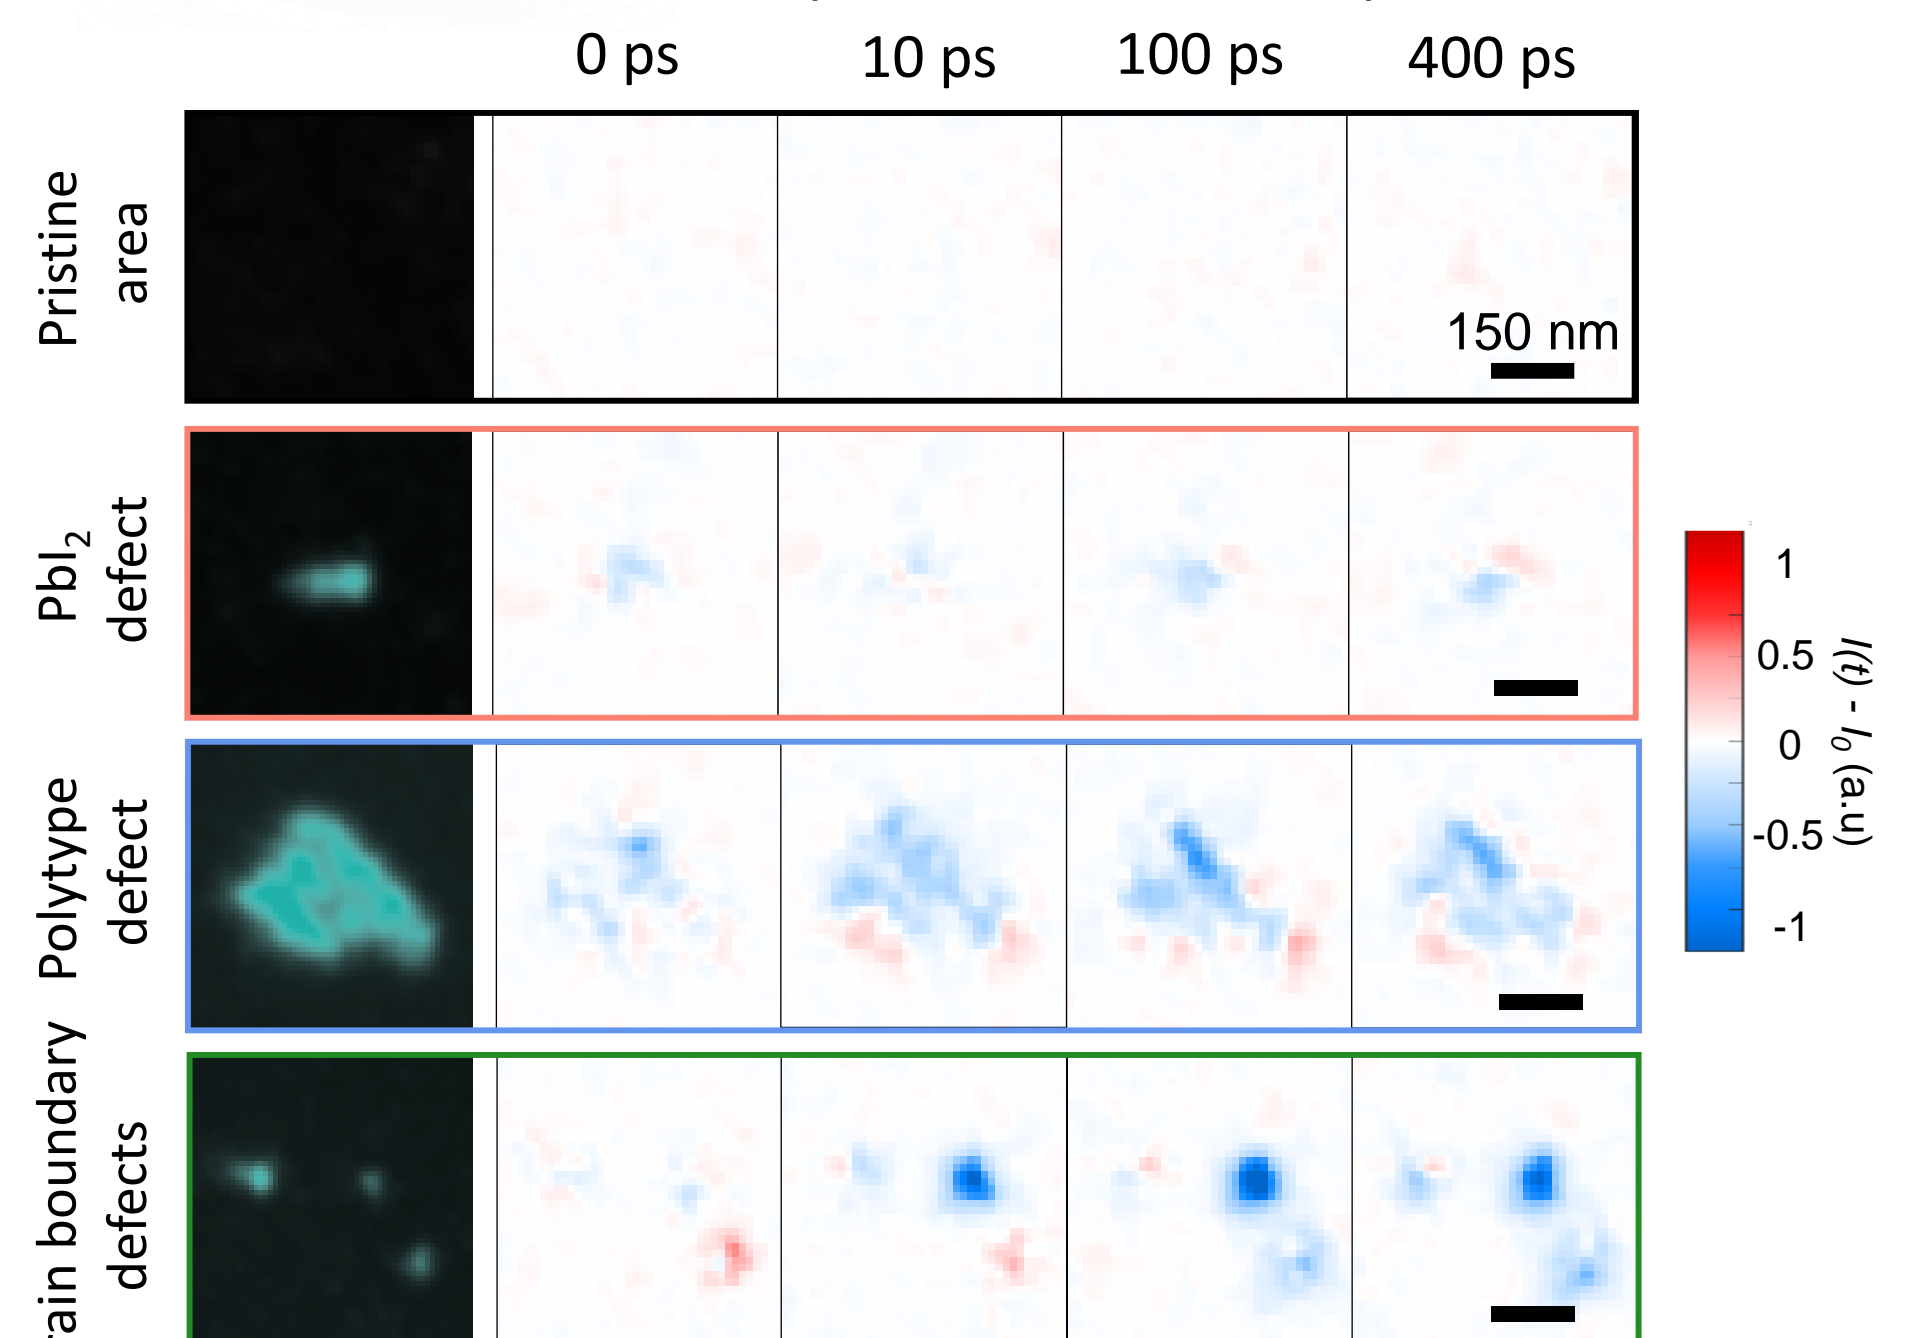 0 ps 10 ps 100 ps 400 ps
Pristine
area
150 nm
PbI₂
defect
Polytype
defect
rain boundary
defects
1
0.5
0
-0.5
-1
I(t) - I₀ (a.u)